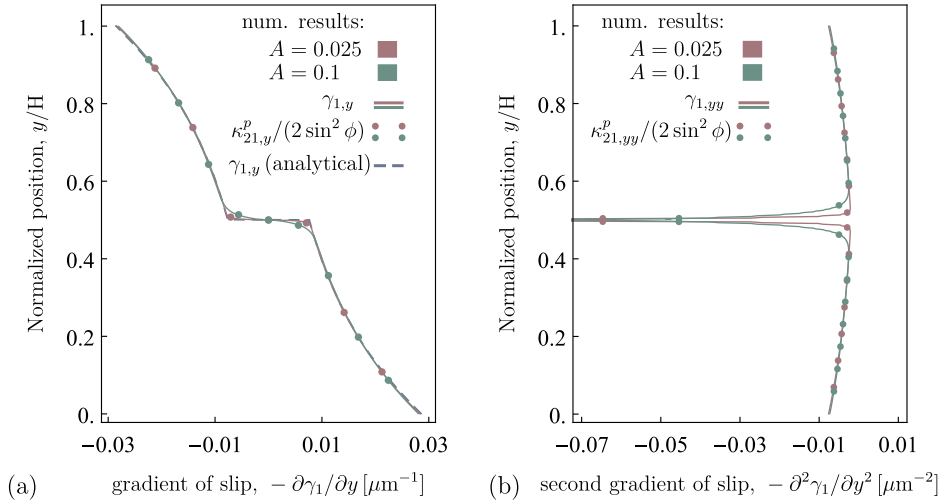 num. results:
A = 0.025
A = 0.1
γ1,y
κ^p_21,y/(2 sin² ϕ)
γ1,y (analytical)
1.
0.8
0.6
0.4
0.2
0.
Normalized position, y/H
−0.03
−0.01
0.01
0.03
(a)
gradient of slip, − ∂γ1/∂y [μm⁻¹]
num. results:
A = 0.025
A = 0.1
γ1,yy
κ^p_21,yy/(2 sin² ϕ)
1.
0.8
0.6
0.4
0.2
0.
Normalized position, y/H
−0.07
−0.05
−0.03
−0.01
0.01
(b)
second gradient of slip, − ∂²γ1/∂y² [μm⁻²]